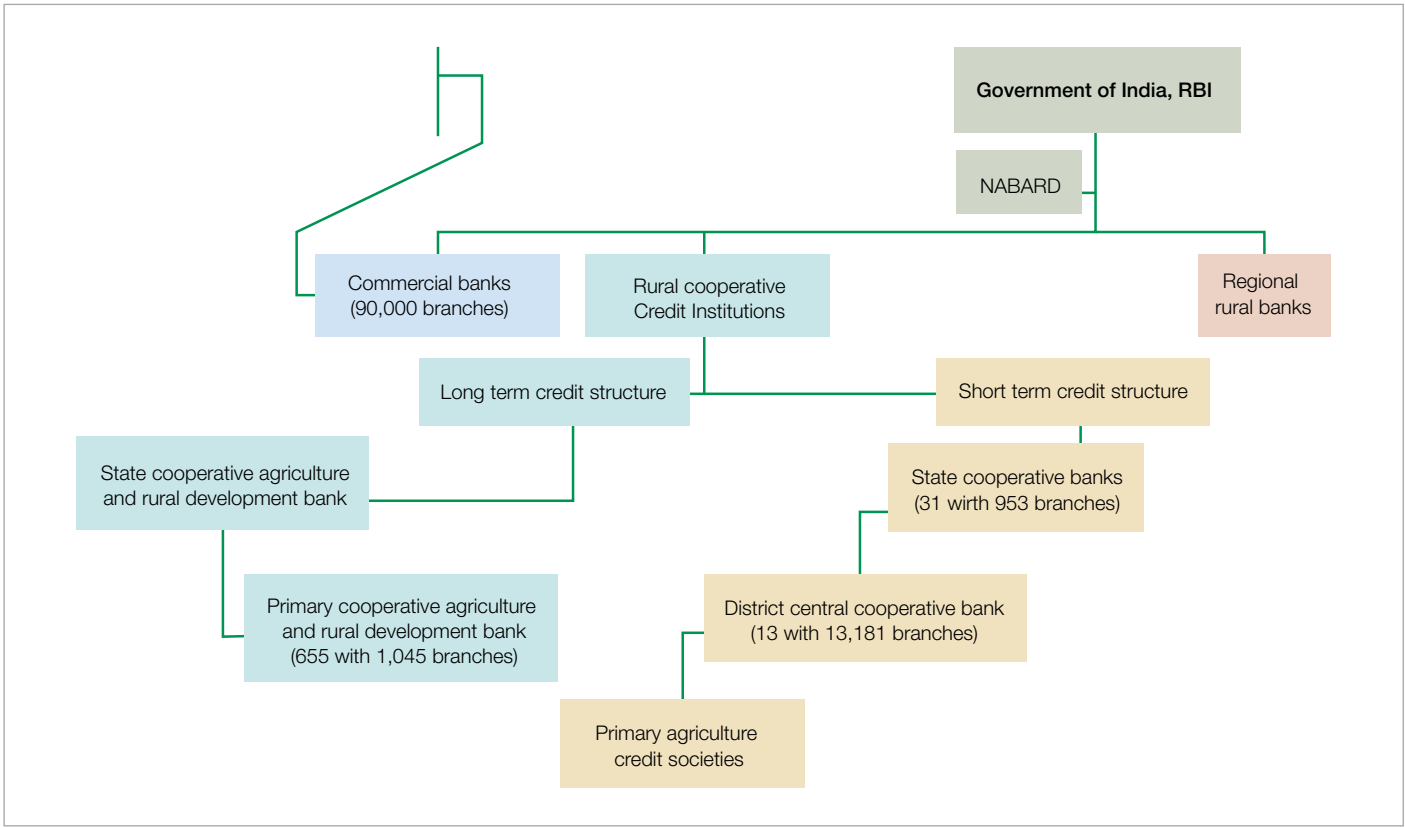 Government of India, RBI
NABARD
Commercial banks
(90,000 branches)
Rural cooperative
Credit Institutions
Regional
rural banks
Long term credit structure
Short term credit structure
State cooperative agriculture
and rural development bank
State cooperative banks
(31 wirth 953 branches)
Primary cooperative agriculture
and rural development bank
(655 with 1,045 branches)
District central cooperative bank
(13 with 13,181 branches)
Primary agriculture
credit societies